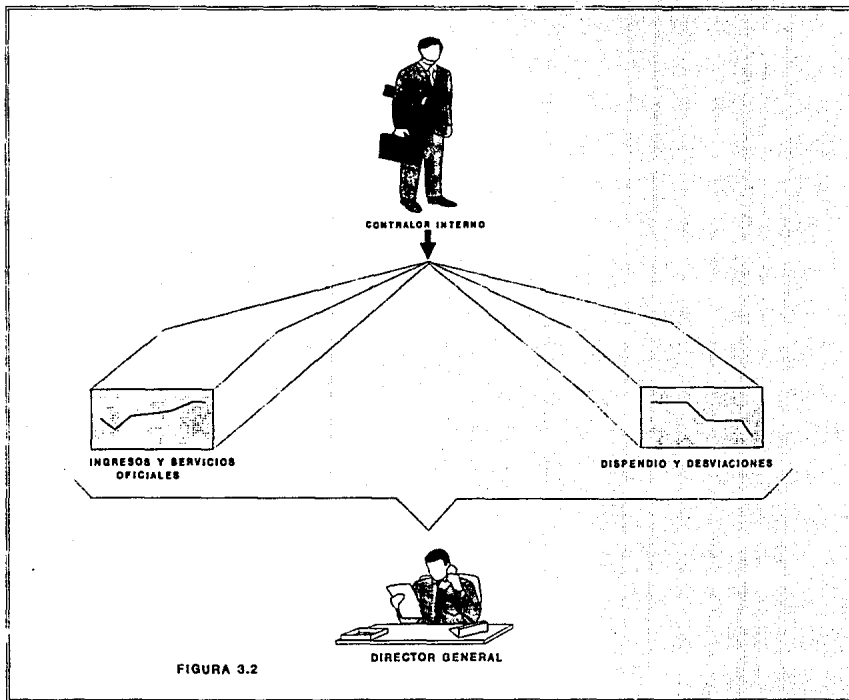 CONTRALOR INTERNO
INGRESOS Y SERVICIOS
OFICIALES
DISPENDIO Y DESVIACIONES
DIRECTOR GENERAL
FIGURA 3.2